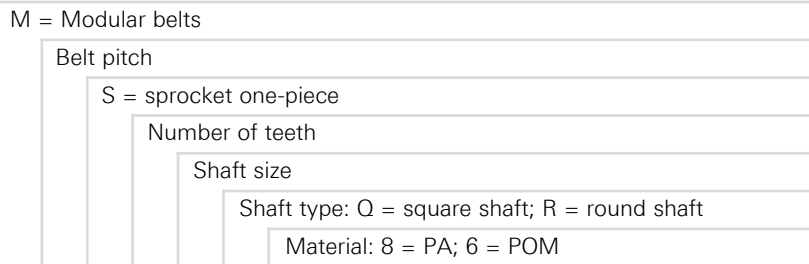 M = Modular belts
Belt pitch
S = sprocket one-piece
Number of teeth
Shaft size
Shaft type: Q = square shaft; R = round shaft
Material: 8 = PA; 6 = POM